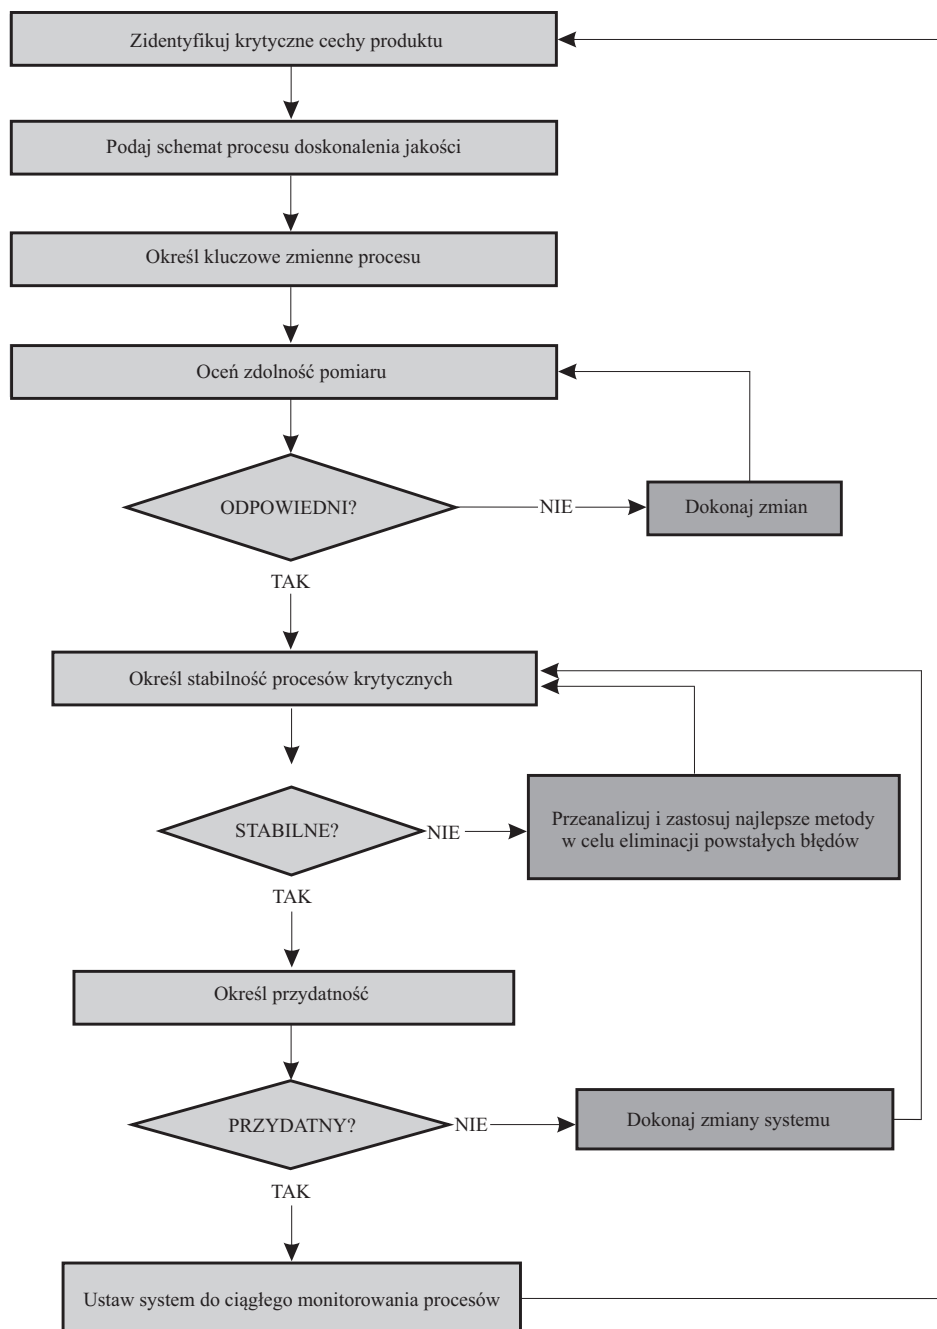 Zidentyfikuj krytyczne cechy produktu
Podaj schemat procesu doskonalenia jakości
Określ kluczowe zmienne procesu
Oceń zdolność pomiaru
ODPOWIEDNI?
NIE
Dokonaj zmian
TAK
Określ stabilność procesów krytycznych
STABILNE?
NIE
Przeanalizuj i zastosuj najlepsze metody
w celu eliminacji powstałych błędów
TAK
Określ przydatność
PRZYDATNY?
NIE
Dokonaj zmiany systemu
TAK
Ustaw system do ciągłego monitorowania procesów